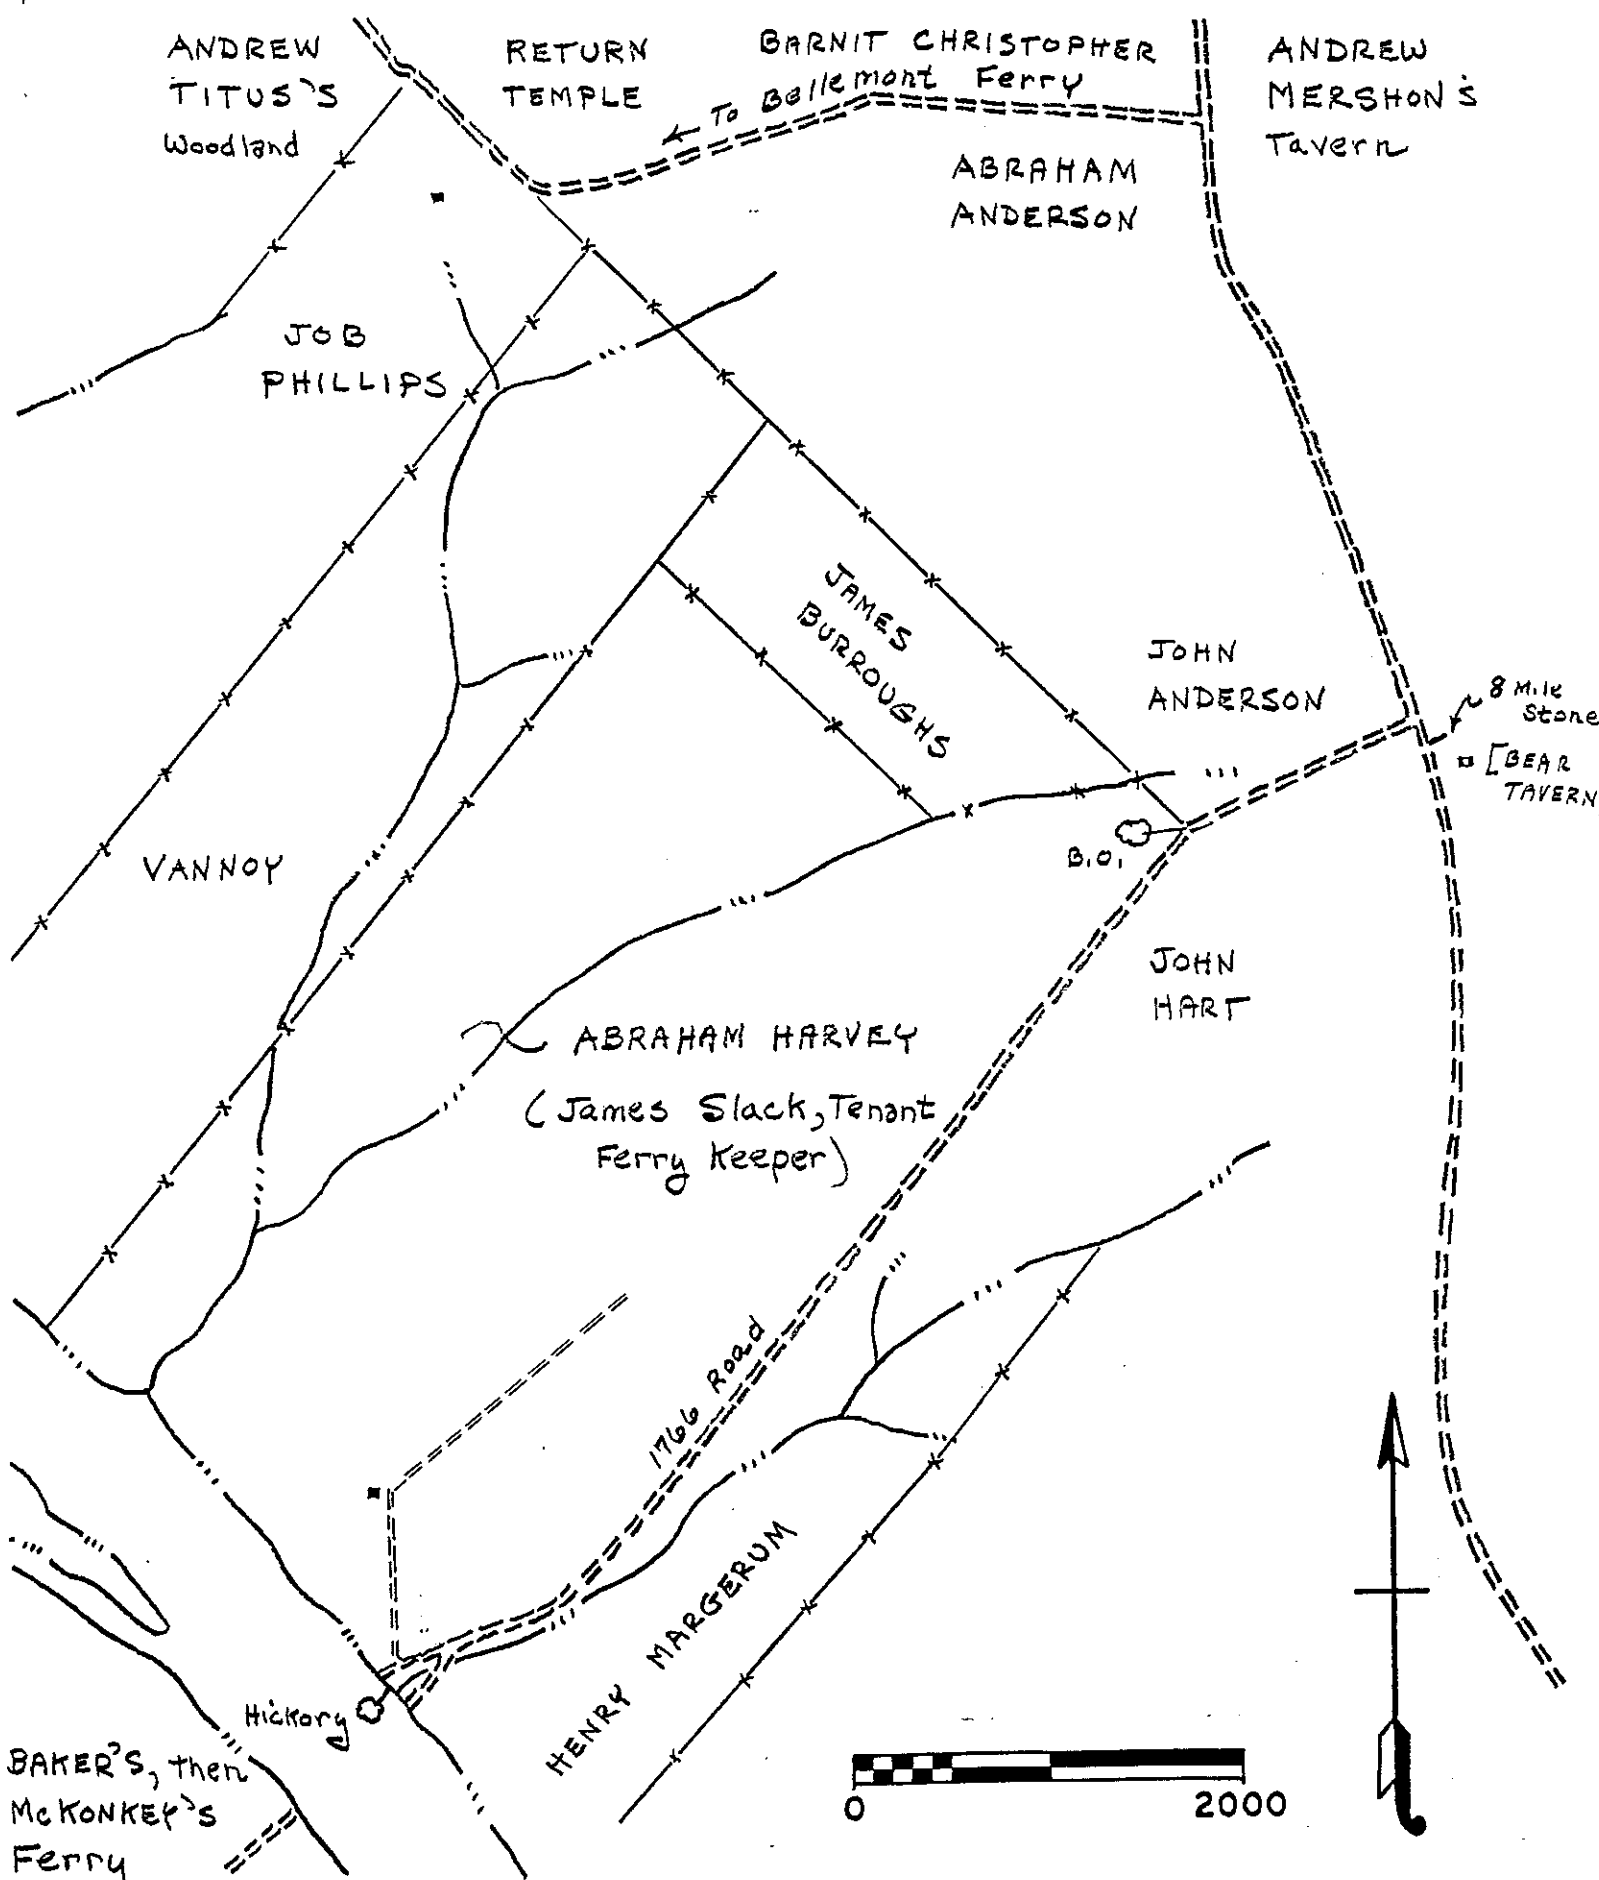 ANDREW
TITUS'S
Woodland
RETURN
TEMPLE
BARNIT CHRISTOPHER
To Bellemont Ferry
ANDREW
MERSHON'S
Tavern
ABRAHAM
ANDERSON
JOB
PHILLIPS
JAMES
BURROUGHS
JOHN
ANDERSON
8 Mile
Stone
[BEAR
TAVERN
B.O.
VANNOY
JOHN
HART
ABRAHAM HARVEY
(James Slack, Tenant
Ferry Keeper)
1766 Road
HENRY MARGERUM
Hickory
BAKER'S, then
McKONKEY'S
Ferry
0 2000